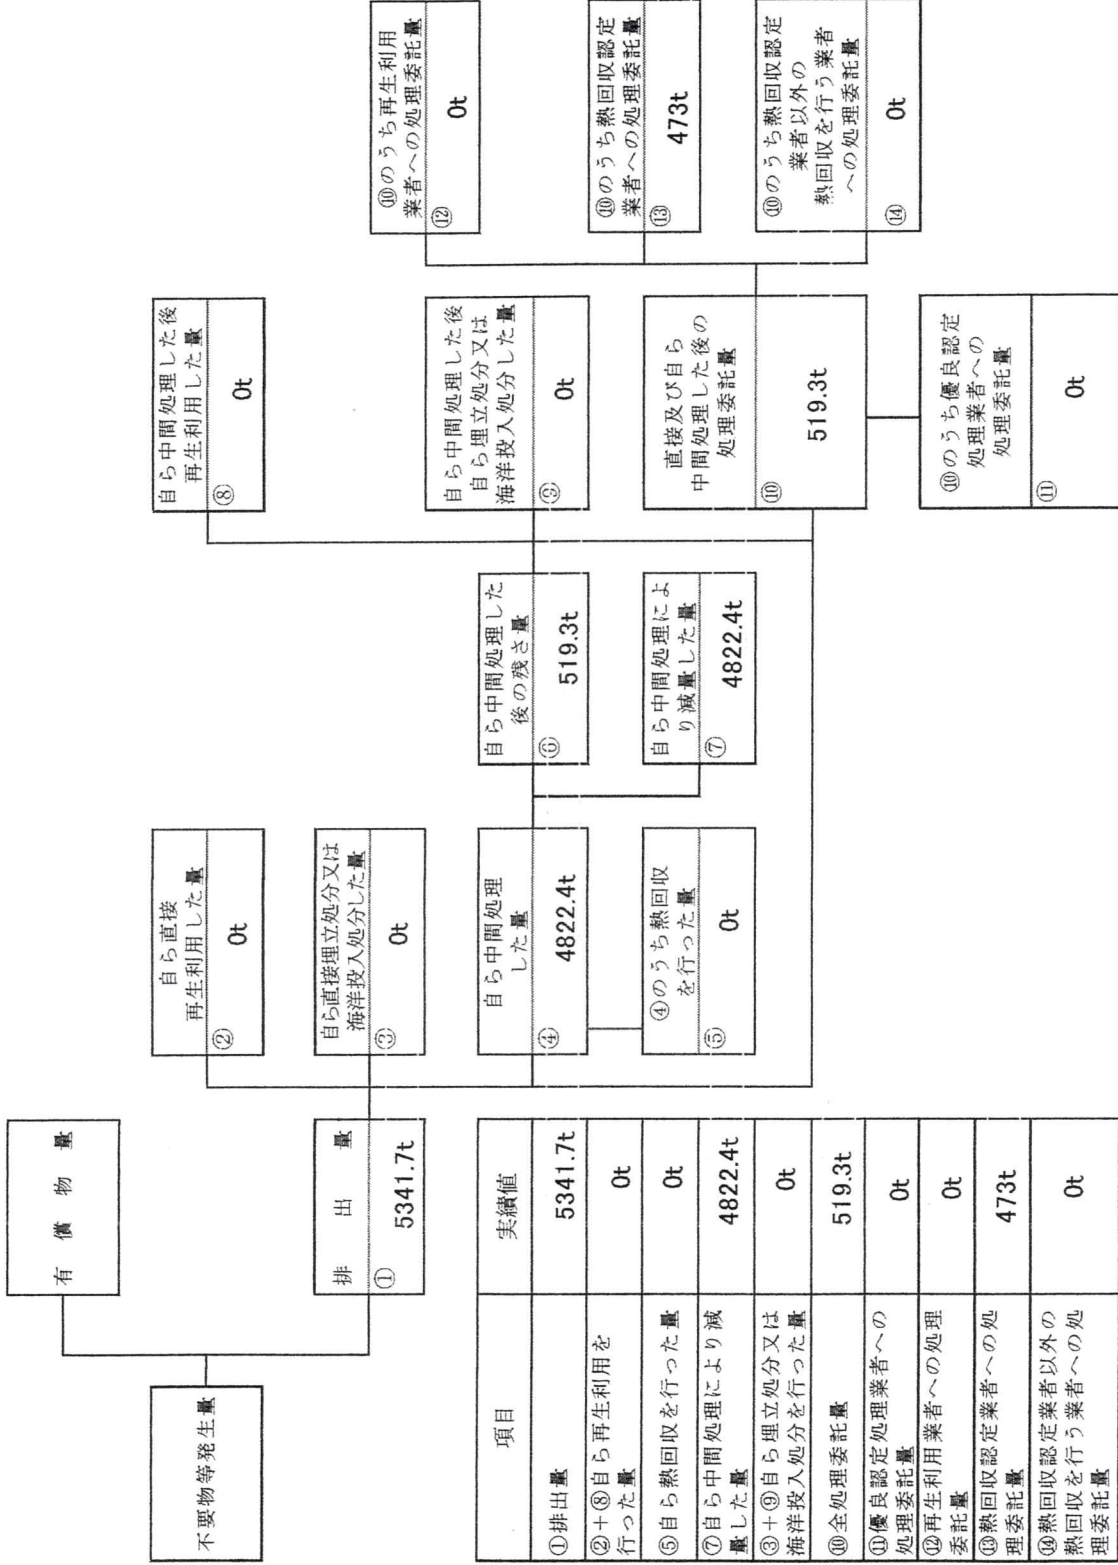 不要物等発生量
有償物量
排出量
①
5341.7t
自ら直接
再生利用した量
②
0t
自ら直接埋立処分又は
海洋投入処分した量
③
0t
自ら中間処理
した量
④
4822.4t
④のうち熱回収
を行った量
⑤
0t
自ら中間処理した
後の残さ量
⑥
519.3t
自ら中間処理によ
り減量した量
⑦
4822.4t
自ら中間処理した後
再生利用した量
⑧
0t
自ら中間処理した後
自ら埋立処分又は
海洋投入処分した量
⑨
0t
直接及び自ら
中間処理した後の
処理委託量
⑩
519.3t
⑩のうち優良認定
処理業者への
処理委託量
⑪
0t
⑩のうち再生利用
業者への処理委託量
⑫
0t
⑩のうち熱回収認定
業者への処理委託量
⑬
473t
⑩のうち熱回収認定
業者以外の
熱回収を行う業者
への処理委託量
⑭
0t
項目 実績値
①排出量 5341.7t
②+⑧自ら再生利用を
行った量 0t
⑤自ら熱回収を行った量 0t
⑦自ら中間処理により減
量した量 4822.4t
③+⑨自ら埋立処分又は
海洋投入処分を行った量 0t
⑩全処理委託量 519.3t
⑪優良認定処理業者への
処理委託量 0t
⑫再生利用業者への処理
委託量 0t
⑬熱回収認定業者への処
理委託量 473t
⑭熱回収認定業者以外の
熱回収を行う業者への処
理委託量 0t